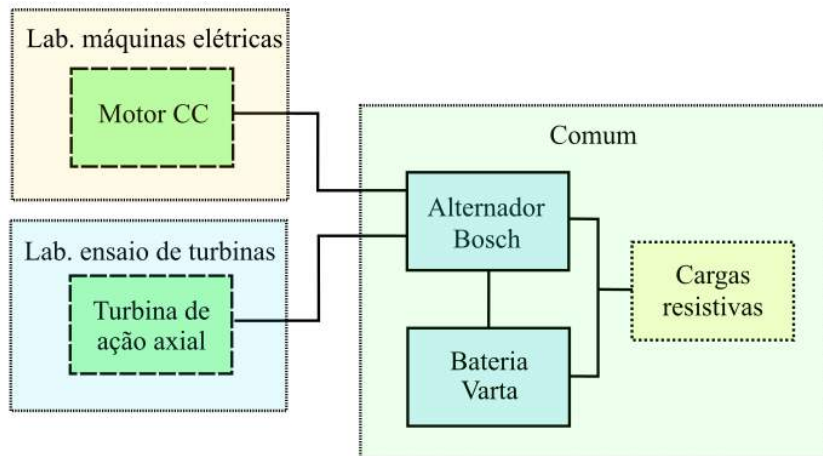 Lab. máquinas elétricas
Motor CC
Lab. ensaio de turbinas
Turbina de
ação axial
Comum
Alternador
Bosch
Bateria
Varta
Cargas
resistivas